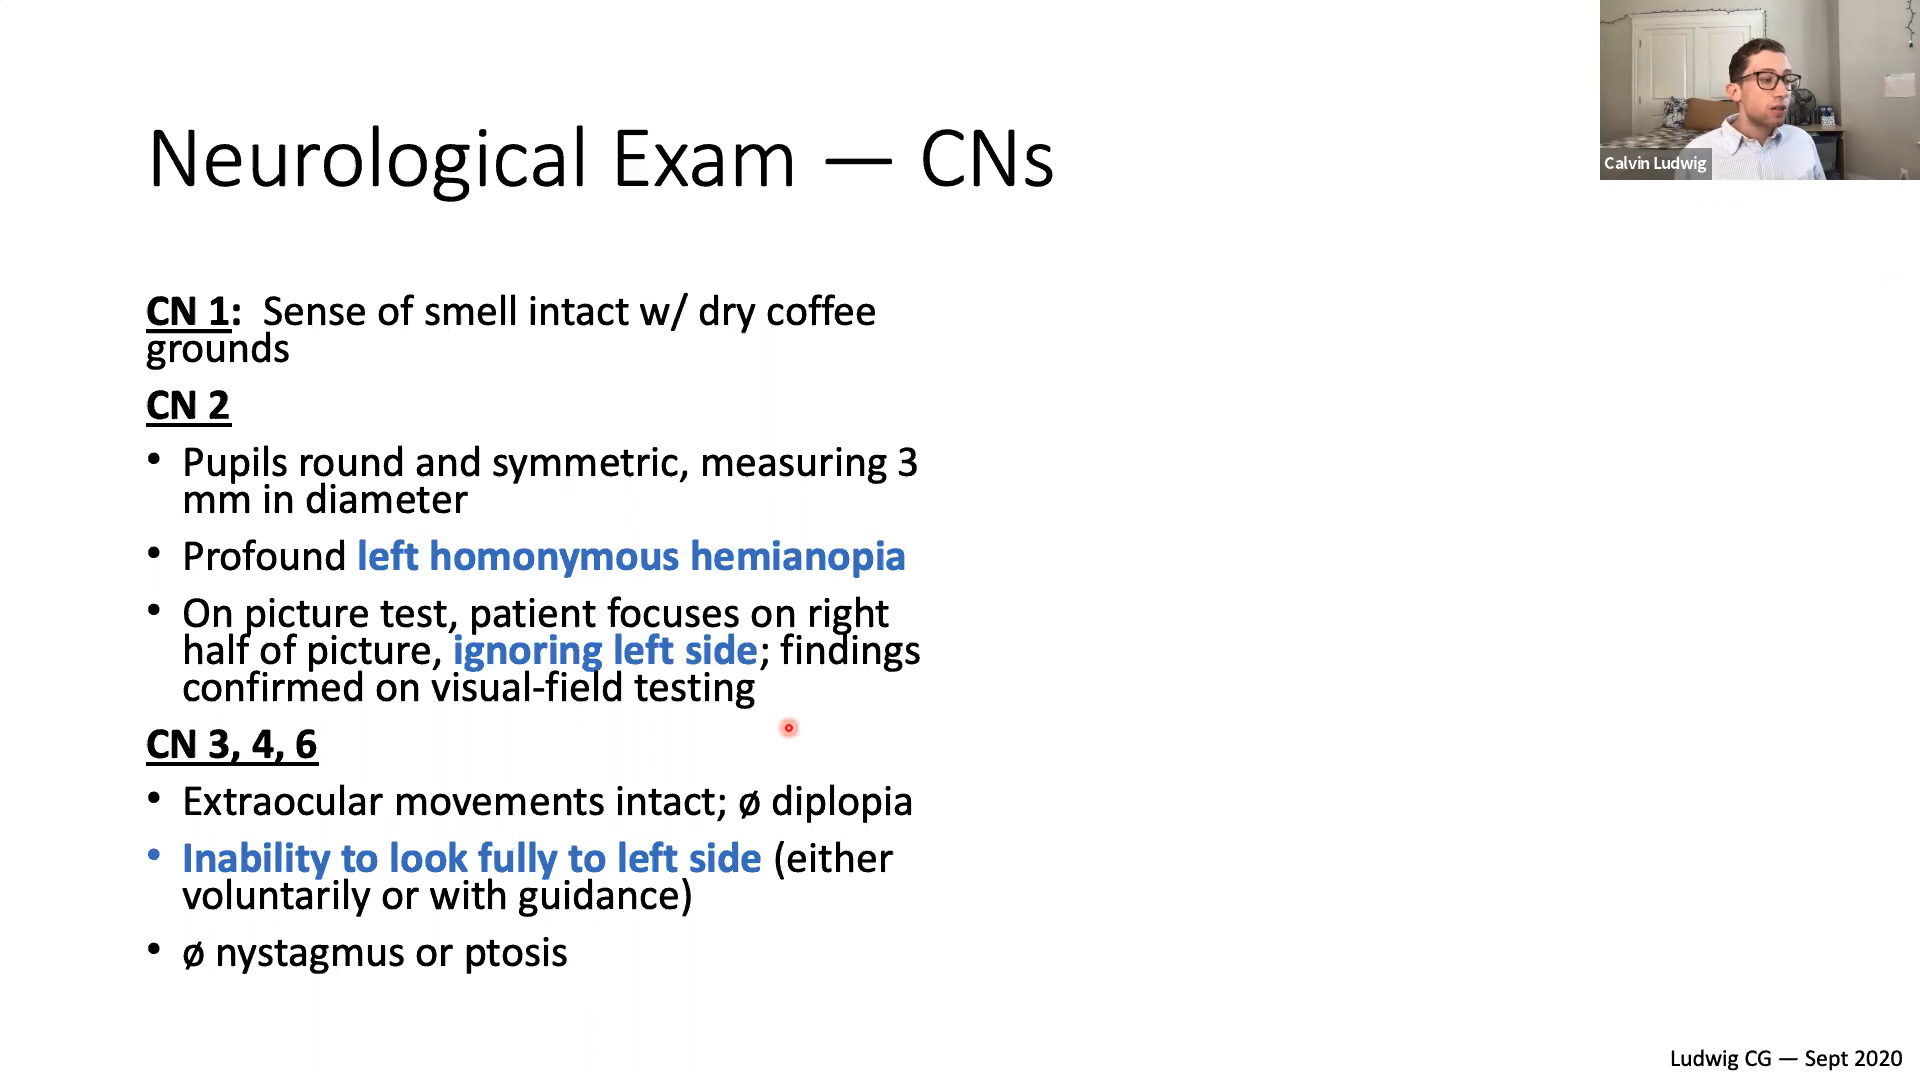 Neurological Exam — CNs
Calvin Ludwig
CN 1:  Sense of smell intact w/ dry coffee
grounds
CN 2
• Pupils round and symmetric, measuring 3
mm in diameter
• Profound left homonymous hemianopia
• On picture test, patient focuses on right
half of picture, ignoring left side; findings
confirmed on visual-field testing
CN 3, 4, 6
• Extraocular movements intact; ø diplopia
• Inability to look fully to left side (either
voluntarily or with guidance)
• ø nystagmus or ptosis
Ludwig CG — Sept 2020